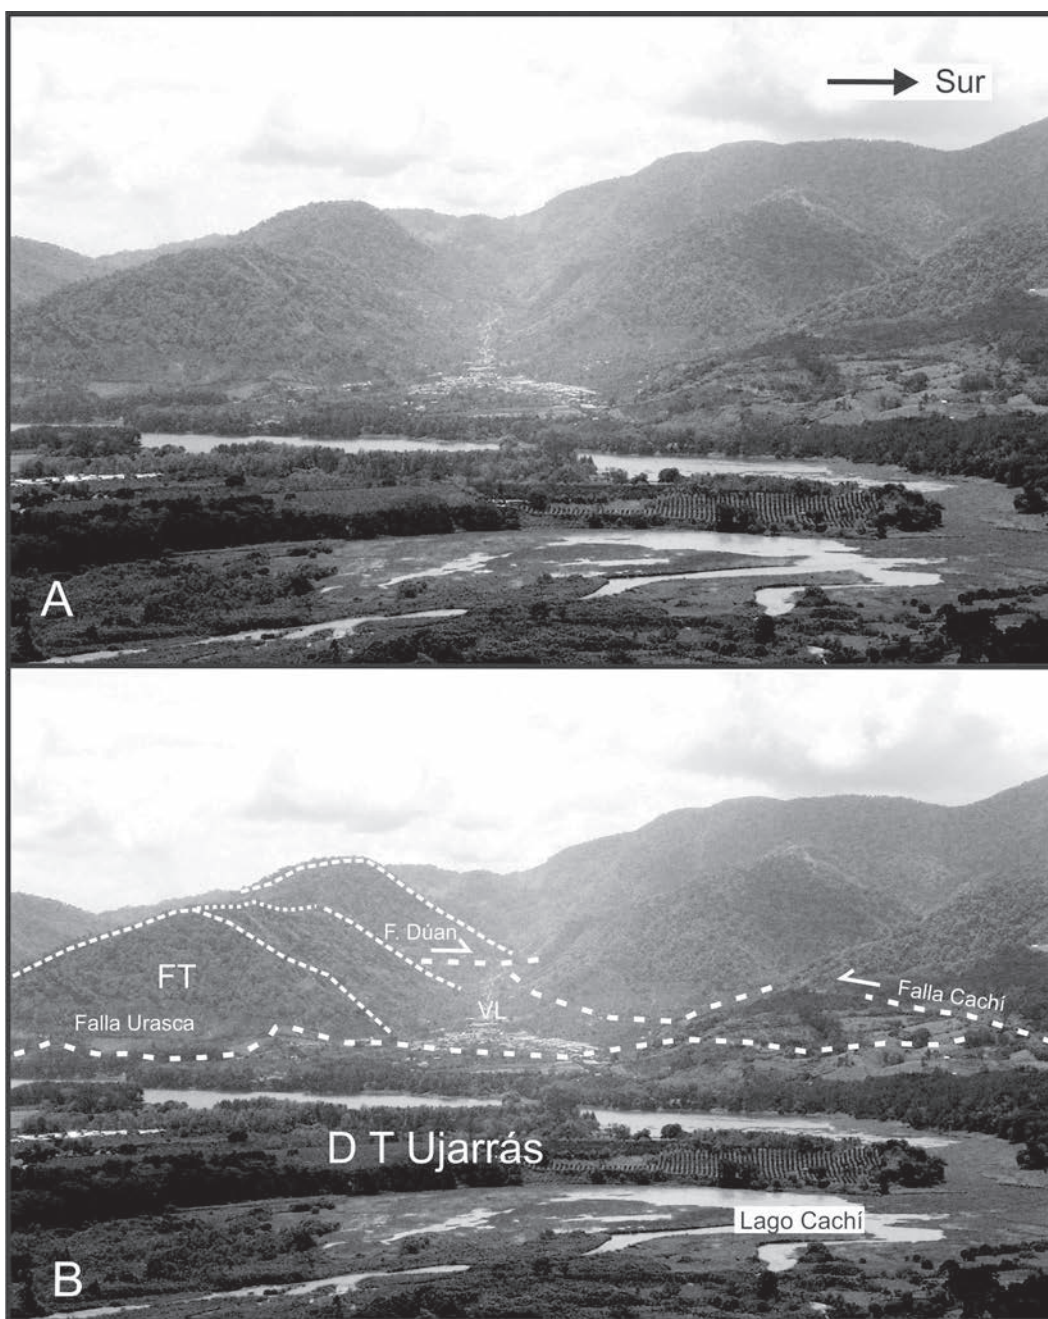 Sur
A
F. Dúan
FT
Falla Cachí
VL
Falla Urasca
D T Ujarrás
Lago Cachí
B